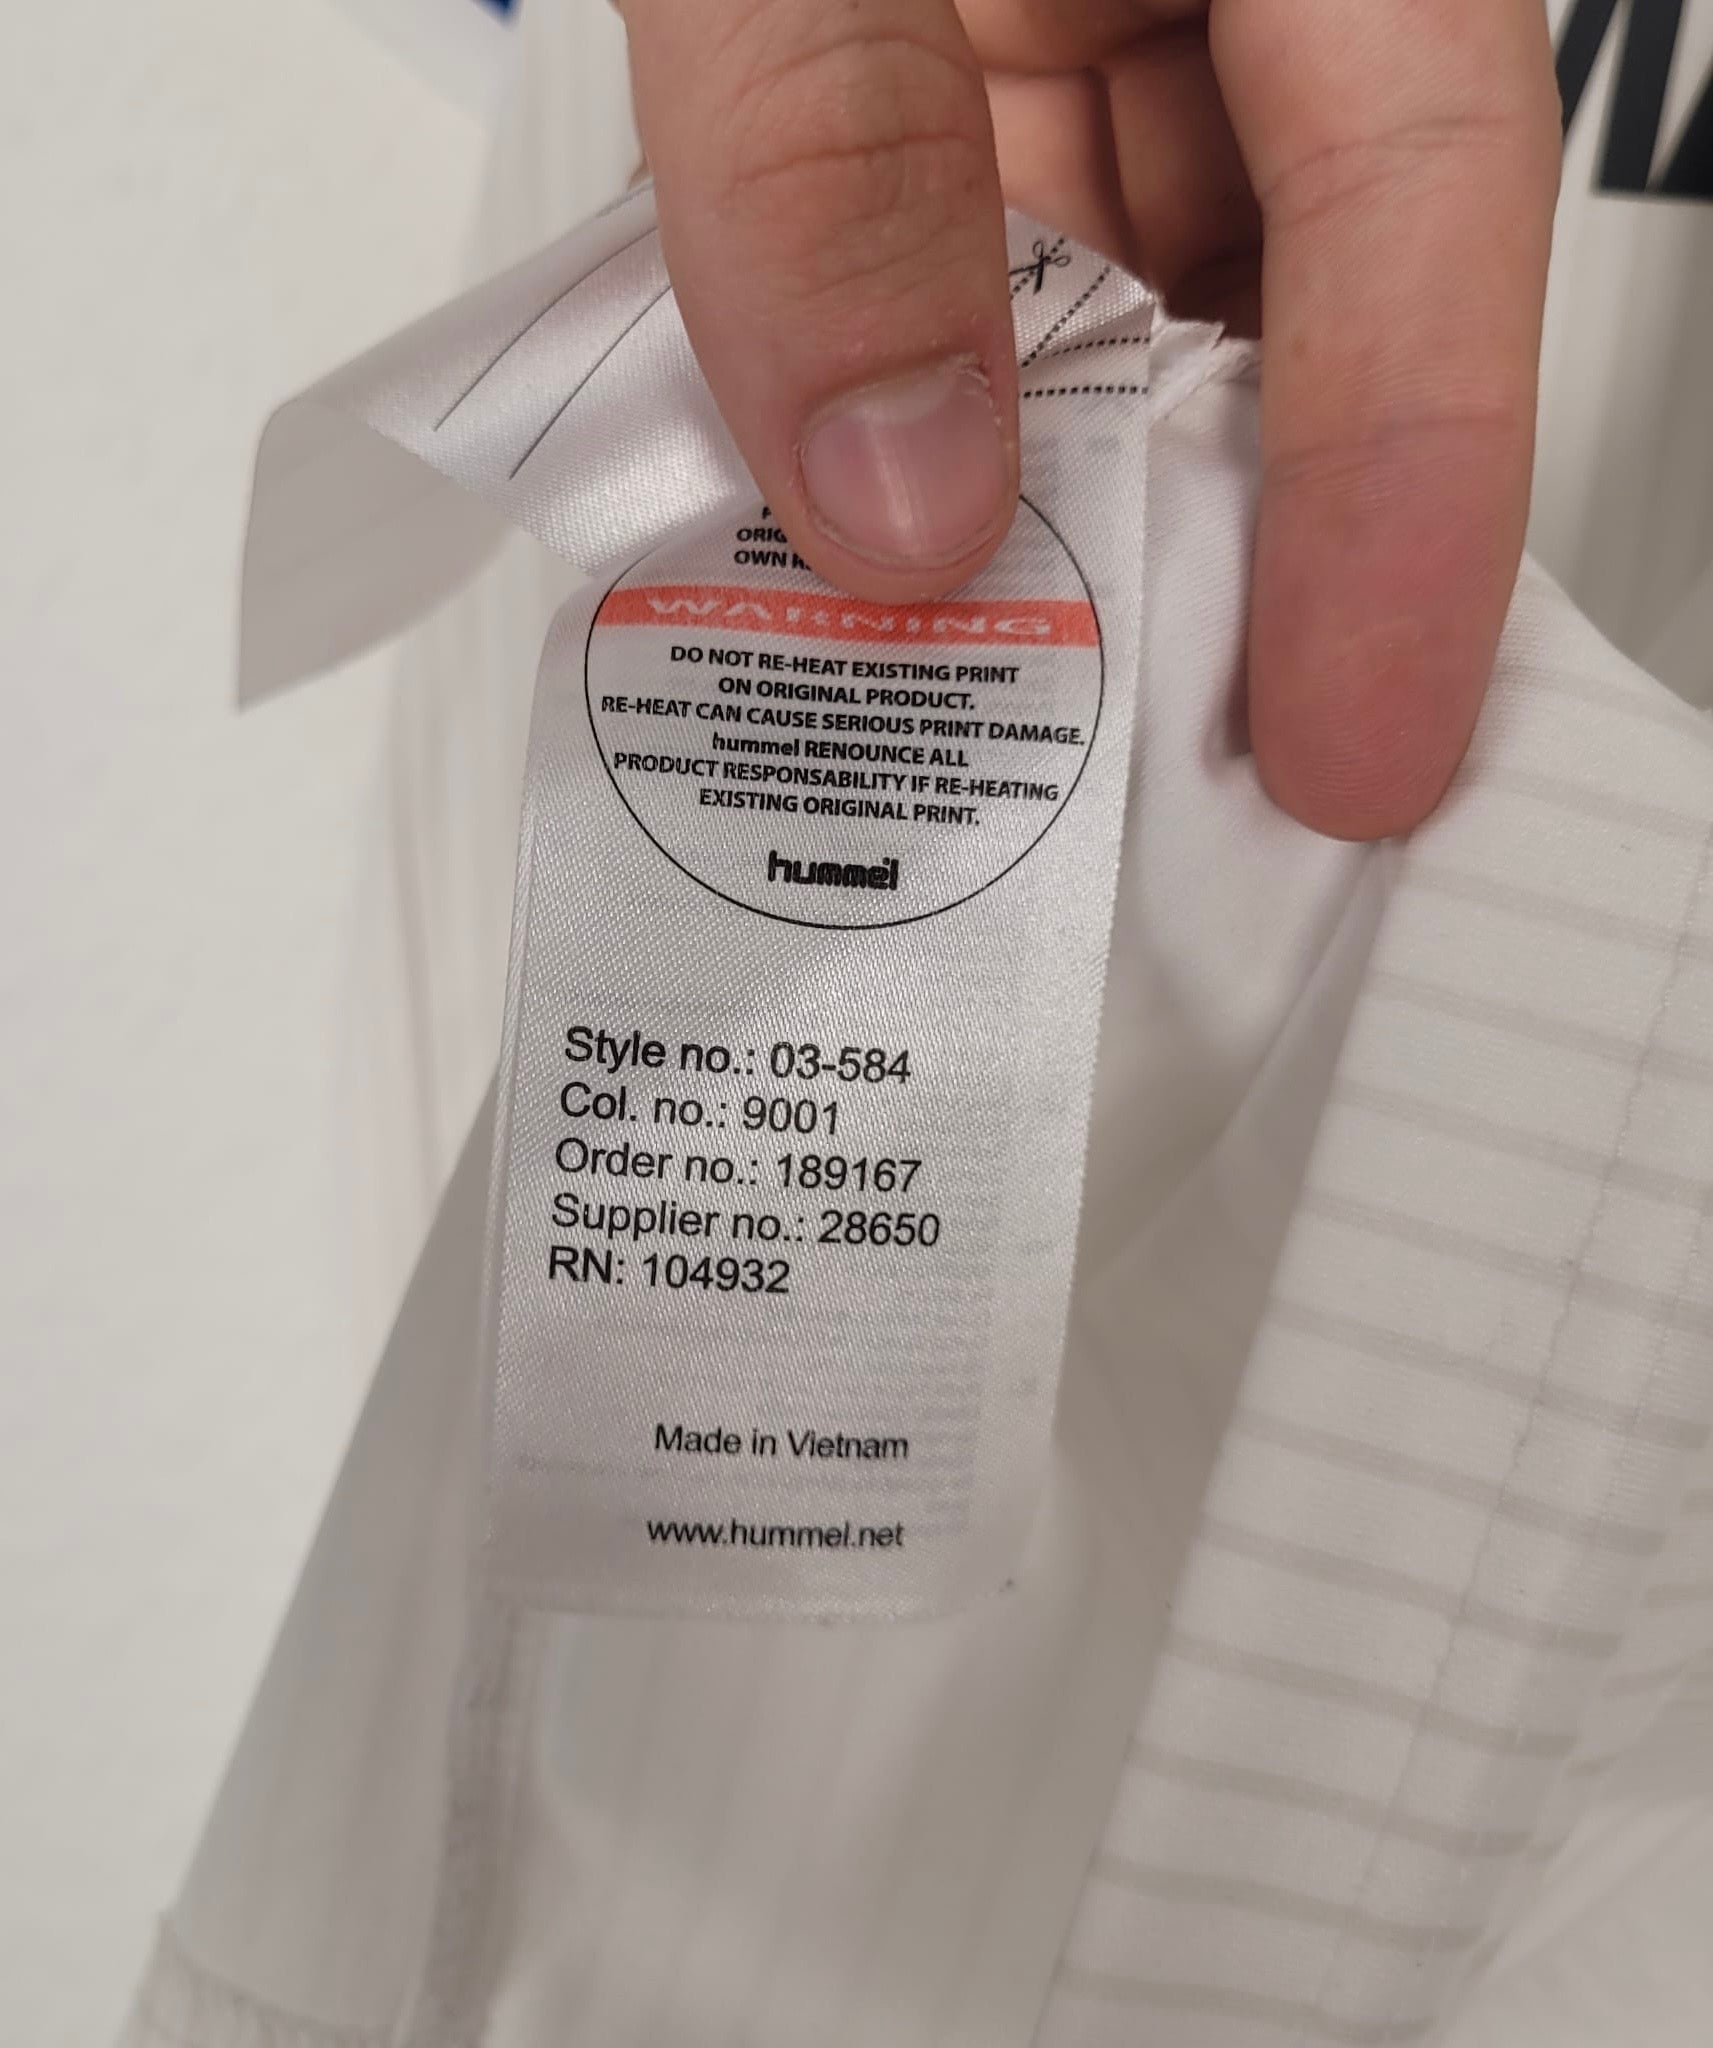 WARNING
DO NOT RE-HEAT EXISTING PRINT
ON ORIGINAL PRODUCT.
RE-HEAT CAN CAUSE SERIOUS PRINT DAMAGE.
hummel RENOUNCE ALL
PRODUCT RESPONSABILITY IF RE-HEATING
EXISTING ORIGINAL PRINT.
hummel
Style no.: 03-584
Col. no.: 9001
Order no.: 189167
Supplier no.: 28650
RN: 104932
Made in Vietnam
www.hummel.net